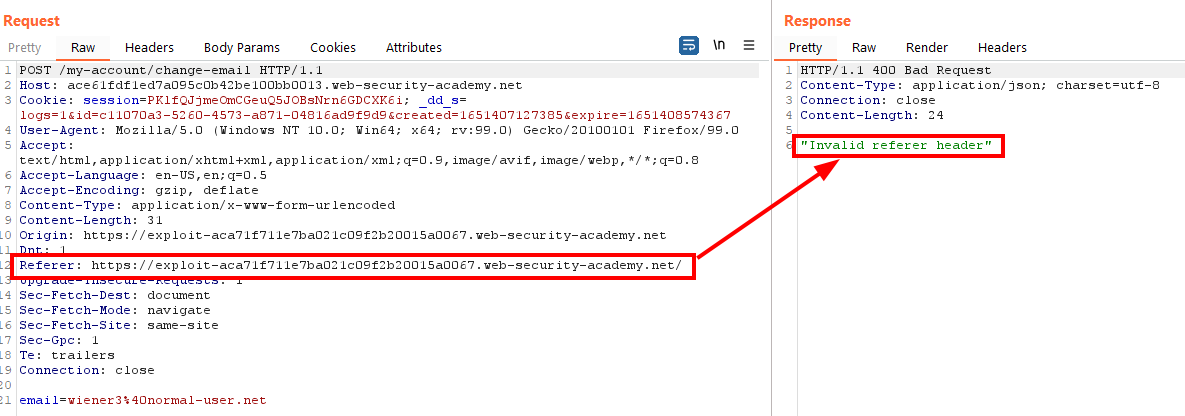 Request
Pretty Raw Headers Body Params Cookies Attributes \n
1 POST /my-account/change-email HTTP/1.1
2 Host: ace61fdf1ed7a095c0b42be100bb0013.web-security-academy.net
3 Cookie: session=PKlfQJjmeOmCGeuQ5JOBsNrn6GDCXK6i; _dd_s=
logs=1&id=c11070a3-5260-4573-a871-04816ad9f9d9&created=1651407127385&expire=1651408574367
4 User-Agent: Mozilla/5.0 (Windows NT 10.0; Win64; x64; rv:99.0) Gecko/20100101 Firefox/99.0
5 Accept:
text/html,application/xhtml+xml,application/xml;q=0.9,image/avif,image/webp,*/*;q=0.8
6 Accept-Language: en-US,en;q=0.5
7 Accept-Encoding: gzip, deflate
8 Content-Type: application/x-www-form-urlencoded
9 Content-Length: 31
10 Origin: https://exploit-aca71f711e7ba021c09f2b20015a0067.web-security-academy.net
11 Dnt: 1
12 Referer: https://exploit-aca71f711e7ba021c09f2b20015a0067.web-security-academy.net/
13 Upgrade-Insecure-Requests: 1
14 Sec-Fetch-Dest: document
15 Sec-Fetch-Mode: navigate
16 Sec-Fetch-Site: same-site
17 Sec-Gpc: 1
18 Te: trailers
19 Connection: close
20
21 email=wiener3%40normal-user.net
Response
Pretty Raw Render Headers
1 HTTP/1.1 400 Bad Request
2 Content-Type: application/json; charset=utf-8
3 Connection: close
4 Content-Length: 24
5
6 "Invalid referer header"